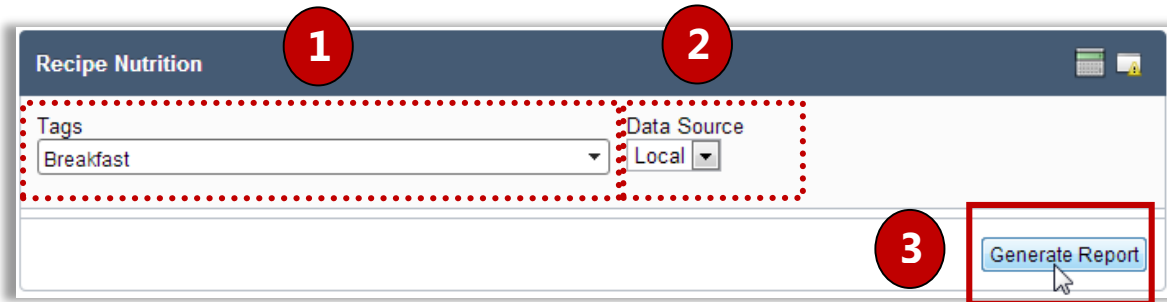 1
2
Recipe Nutrition
Tags
Data Source
Breakfast
Local
3
Generate Report